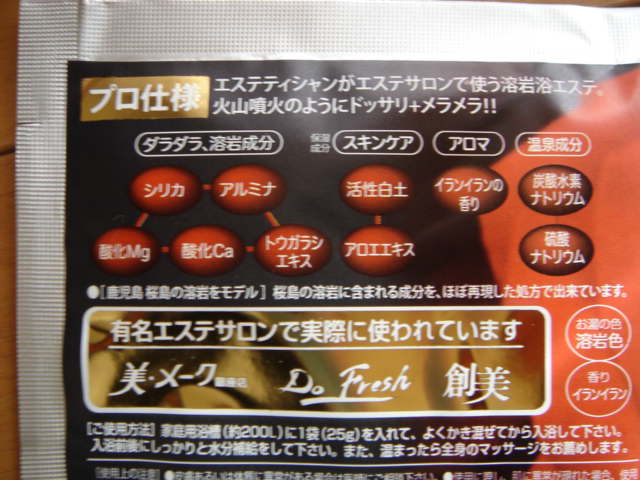 プロ仕様
エステティシャンがエステサロンで使う溶岩浴エステ。
火山噴火のようにドッサリ+メラメラ!!
ダラダラ、溶岩成分
保湿成分
スキンケア
アロマ
温泉成分
シリカ
アルミナ
活性白土
イランイランの
香り
炭酸水素
ナトリウム
酸化Mg
酸化Ca
トウガラシ
エキス
アロエエキス
硫酸
ナトリウム
●[鹿児島 桜島の溶岩をモデル] 桜島の溶岩に含まれる成分を、ほぼ再現した処方で出来ています。
有名エステサロンで実際に使われています
美・メーク銀座店
Do Fresh
創美
お湯の色
溶岩色
香り
イランイラン
[ご使用方法] 家庭用浴槽(約200L)に1袋(25g)を入れて、よくかき混ぜてから入浴して下さい。
入浴前後にしっかりと水分補給をして下さい。また、温まったら全身のマッサージをお薦めします。
[使用上の注意]